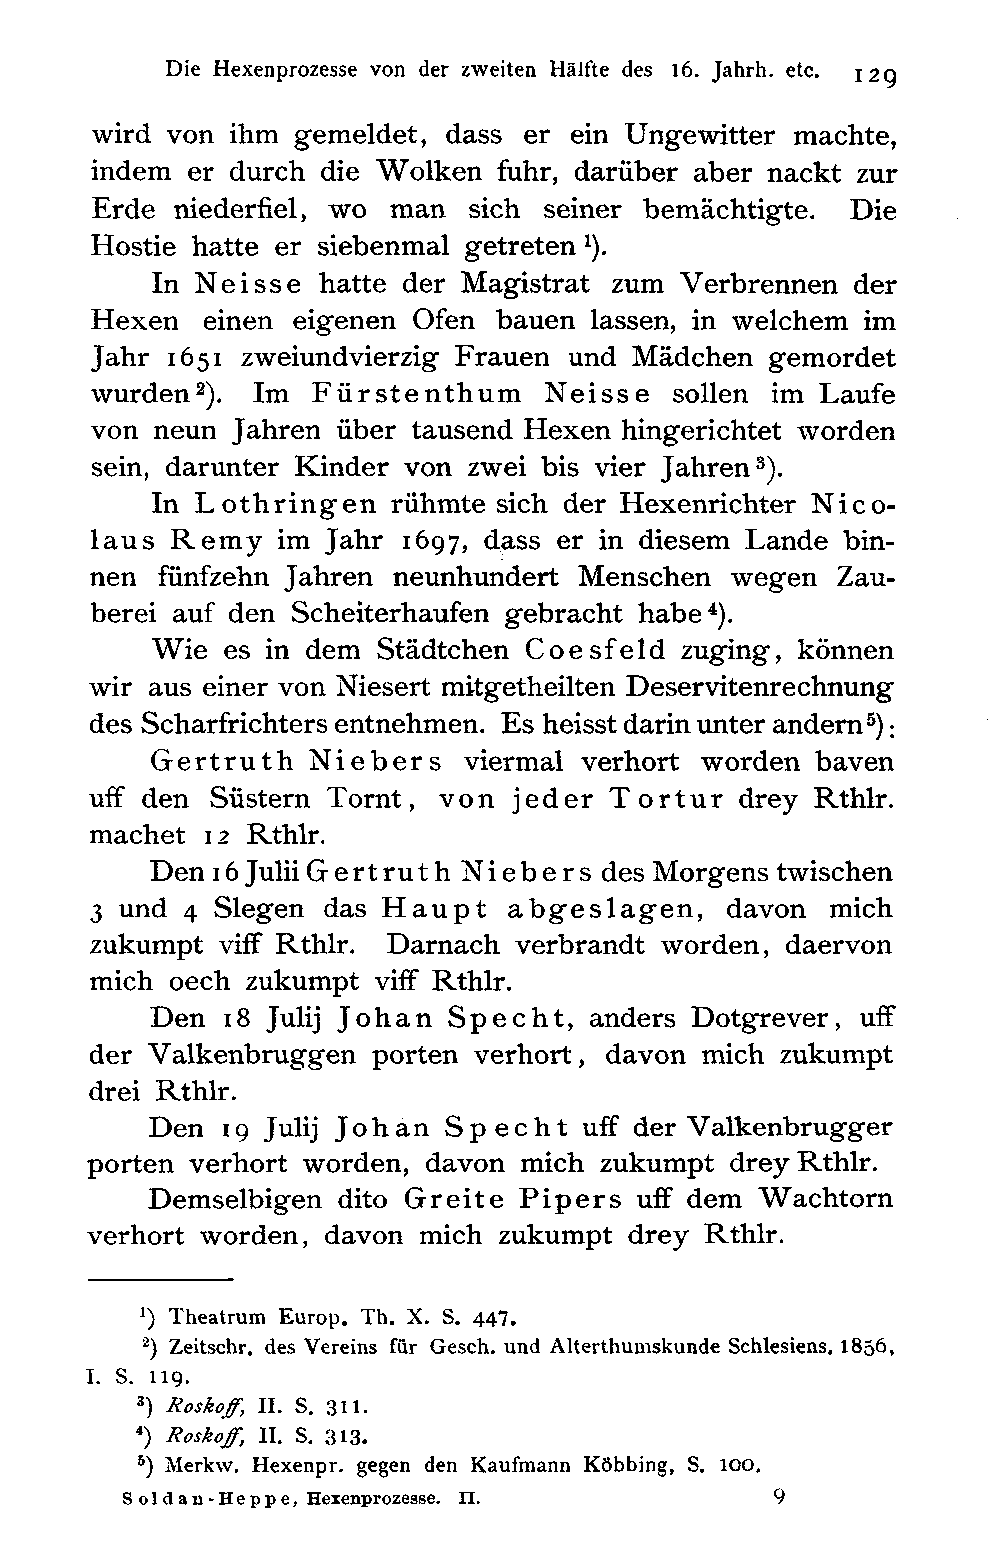 Die Hexenprozesse von der zweiten Hälfte des 16. Jahrh. etc. 129
wird von ihm gemeldet, dass er ein Ungewitter machte,
indem er durch die Wolken fuhr, darüber aber nackt zur
Erde niederfiel, wo man sich seiner bemächtigte. Die
Hostie hatte er siebenmal getreten ¹).
In Neisse hatte der Magistrat zum Verbrennen der
Hexen einen eigenen Ofen bauen lassen, in welchem im
Jahr 1651 zweiundvierzig Frauen und Mädchen gemordet
wurden ²). Im Fürstenthum Neisse sollen im Laufe
von neun Jahren über tausend Hexen hingerichtet worden
sein, darunter Kinder von zwei bis vier Jahren ³).
In Lothringen rühmte sich der Hexenrichter Nico-
laus Remy im Jahr 1697, dass er in diesem Lande bin-
nen fünfzehn Jahren neunhundert Menschen wegen Zau-
berei auf den Scheiterhaufen gebracht habe ⁴).
Wie es in dem Städtchen Coesfeld zuging, können
wir aus einer von Niesert mitgetheilten Deservitenrechnung
des Scharfrichters entnehmen. Es heisst darin unter andern ⁵):
Gertruth Niebers viermal verhort worden baven
uff den Süstern Tornt, von jeder Tortur drey Rthlr.
machet 12 Rthlr.
Den 16 Julii Gertruth Niebers des Morgens twischen
3 und 4 Slegen das Haupt abgeslagen, davon mich
zukumpt viff Rthlr. Darnach verbrandt worden, daervon
mich oech zukumpt viff Rthlr.
Den 18 Julij Johan Specht, anders Dotgrever, uff
der Valkenbruggen porten verhort, davon mich zukumpt
drei Rthlr.
Den 19 Julij Johan Specht uff der Valkenbrugger
porten verhort worden, davon mich zukumpt drey Rthlr.
Demselbigen dito Greite Pipers uff dem Wachtorn
verhort worden, davon mich zukumpt drey Rthlr.
¹) Theatrum Europ. Th. X. S. 447.
²) Zeitschr. des Vereins für Gesch. und Alterthumskunde Schlesiens, 1856,
I. S. 119.
³) Roskoff, II. S. 311.
⁴) Roskoff, II. S. 313.
⁵) Merkw. Hexenpr. gegen den Kaufmann Köbbing, S. 100.
Soldan-Heppe, Hexenprozesse. II. 9